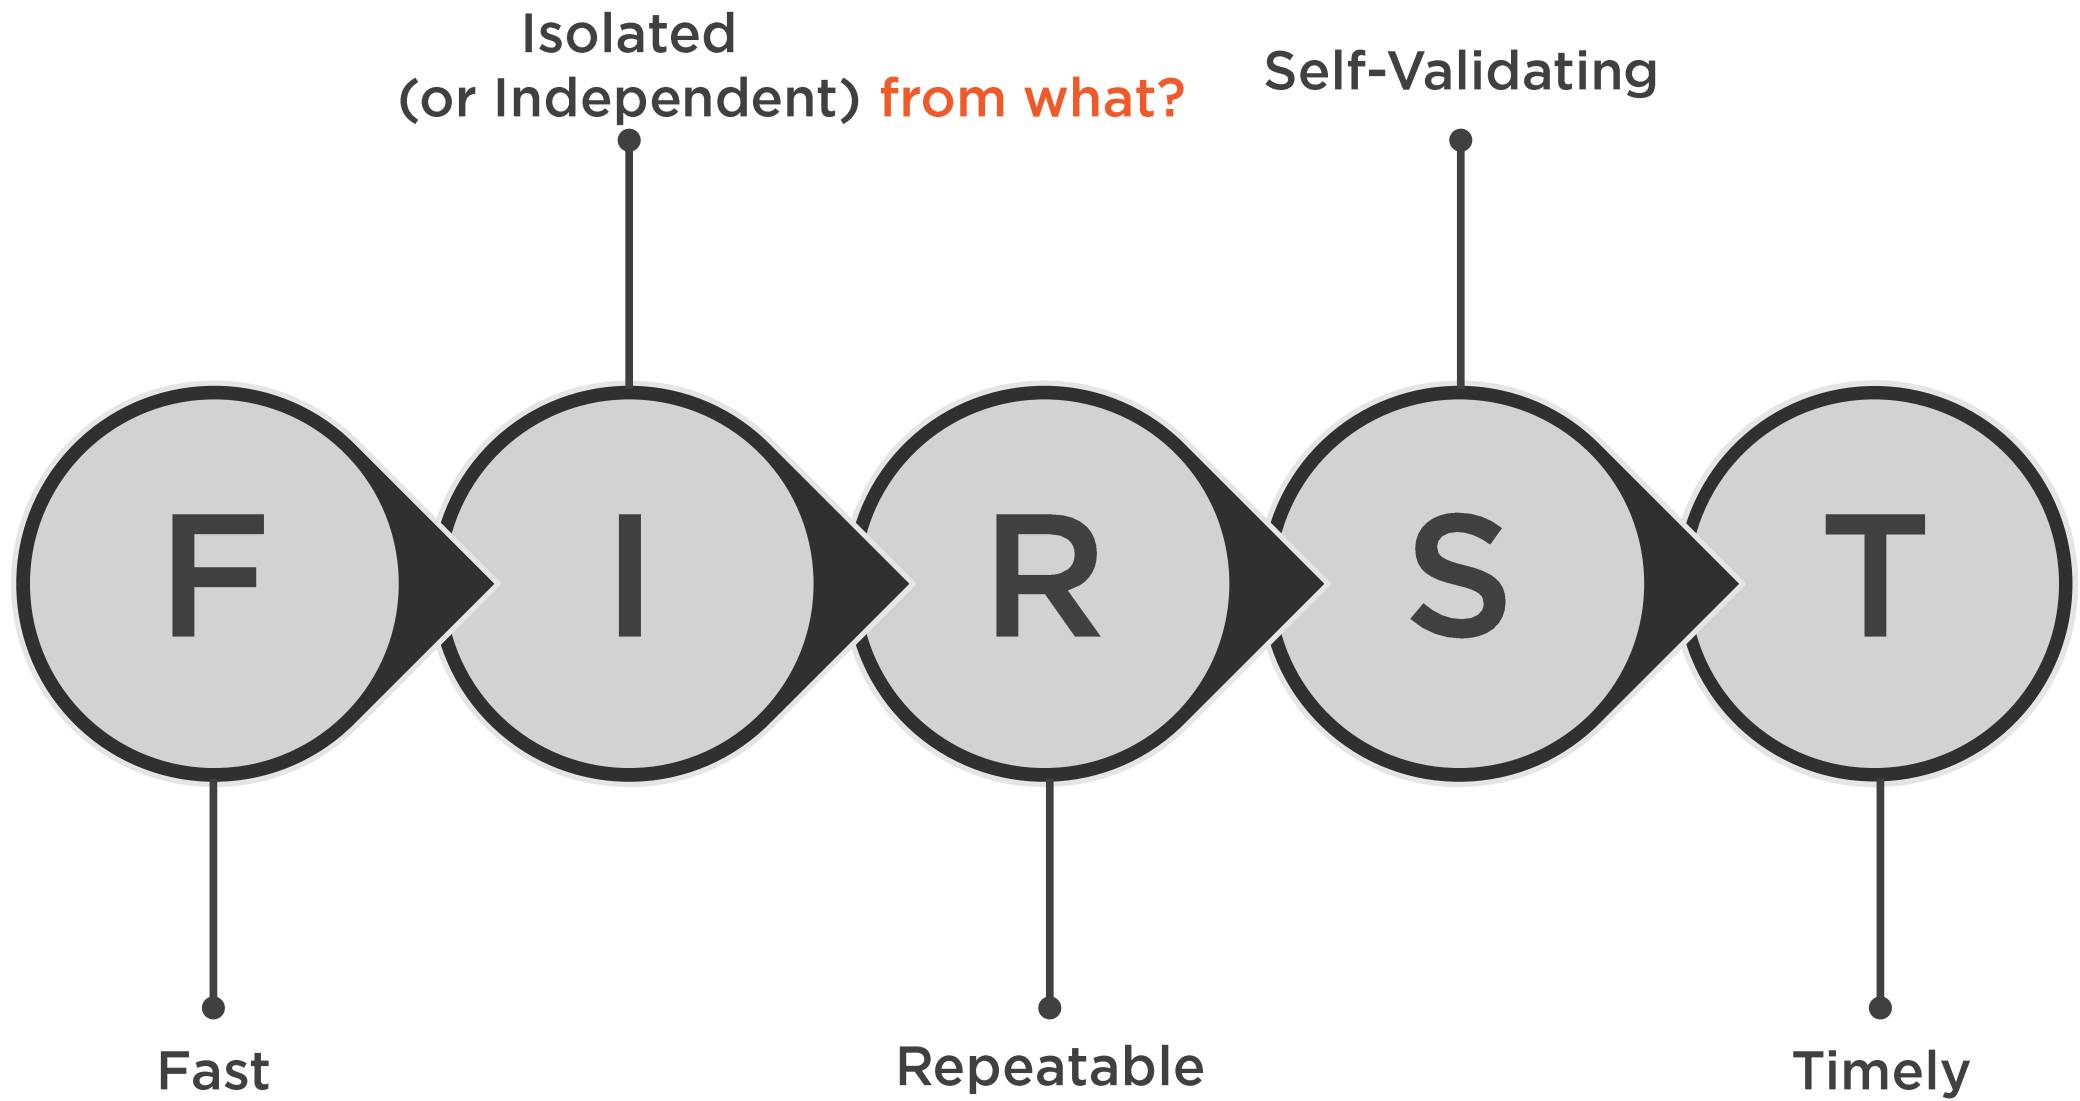 Isolated
(or Independent) from what?
Self-Validating
F
I
R
S
T
Fast
Repeatable
Timely